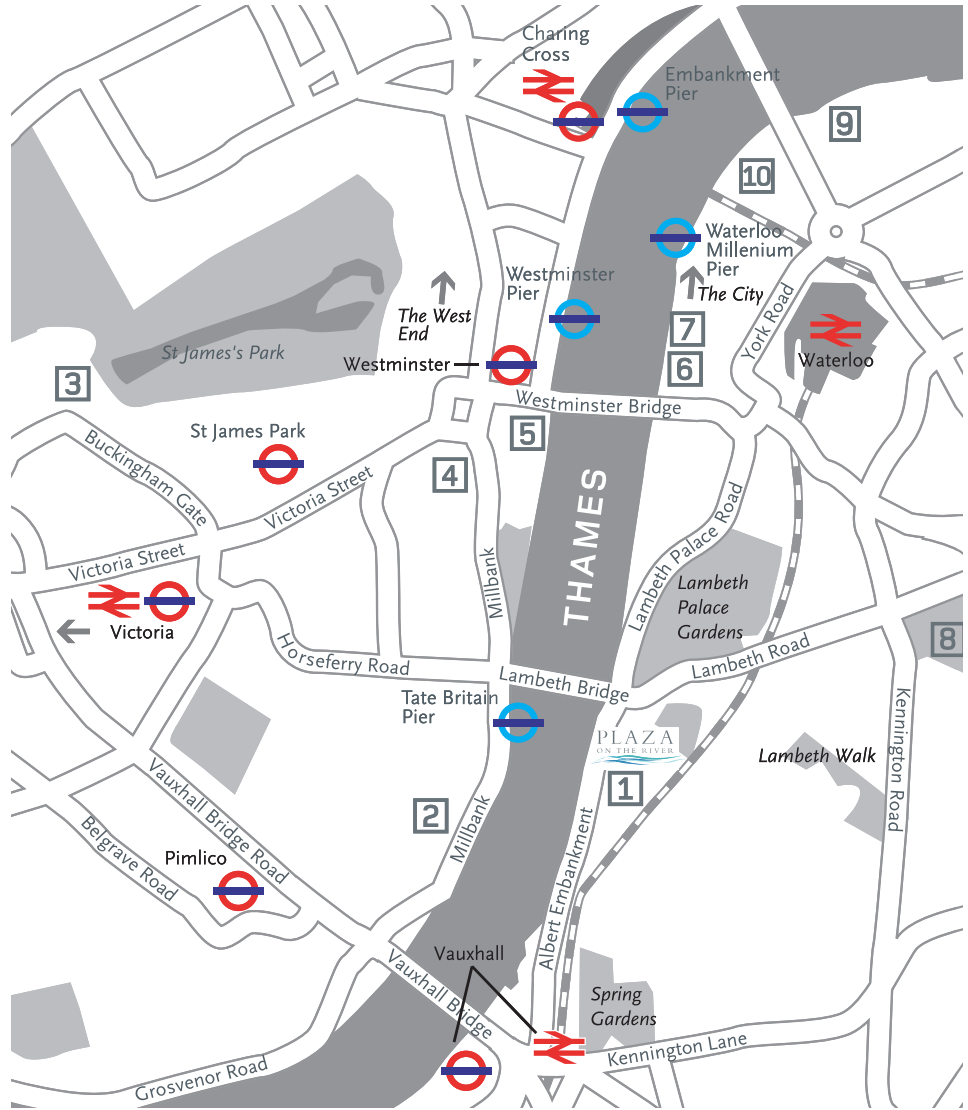 Charing
Cross
Embankment
Pier
9
10
Waterloo
Millenium
Pier
Westminster
Pier
The City
The West
End
York Road
7
St James's Park
Westminster
Waterloo
6
3
Westminster Bridge
5
St James Park
Buckingham Gate
4
Victoria Street
THAMES
Lambeth Palace Road
Victoria Street
Millbank
Lambeth
Palace
Gardens
Victoria
8
Horseferry Road
Lambeth Road
Lambeth Bridge
Tate Britain
Pier
Kennington Road
PLAZA
ON THE RIVER
Lambeth Walk
1
Vauxhall Bridge Road
2
Millbank
Belgrave Road
Pimlico
Albert Embankment
Vauxhall
Vauxhall Bridge
Spring
Gardens
Kennington Lane
Grosvenor Road